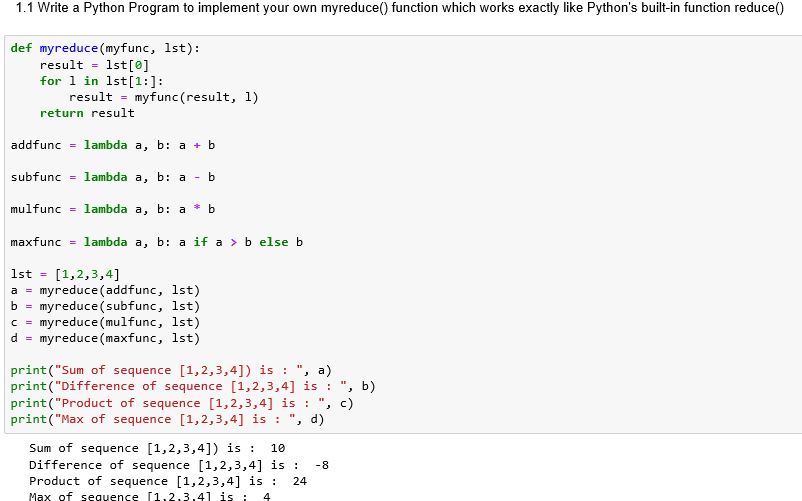 1.1 Write a Python Program to implement your own myreduce() function which works exactly like Python's built-in function reduce()
def myreduce(myfunc, lst):
    result = lst[0]
    for l in lst[1:]:
        result = myfunc(result, l)
    return result
addfunc = lambda a, b: a + b
subfunc = lambda a, b: a - b
mulfunc = lambda a, b: a * b
maxfunc = lambda a, b: a if a > b else b
lst = [1,2,3,4]
a = myreduce(addfunc, lst)
b = myreduce(subfunc, lst)
c = myreduce(mulfunc, lst)
d = myreduce(maxfunc, lst)
print("Sum of sequence [1,2,3,4]) is : ", a)
print("Difference of sequence [1,2,3,4] is : ", b)
print("Product of sequence [1,2,3,4] is : ", c)
print("Max of sequence [1,2,3,4] is : ", d)
Sum of sequence [1,2,3,4]) is :  10
Difference of sequence [1,2,3,4] is :  -8
Product of sequence [1,2,3,4] is :  24
Max of sequence [1,2,3,4] is :  4